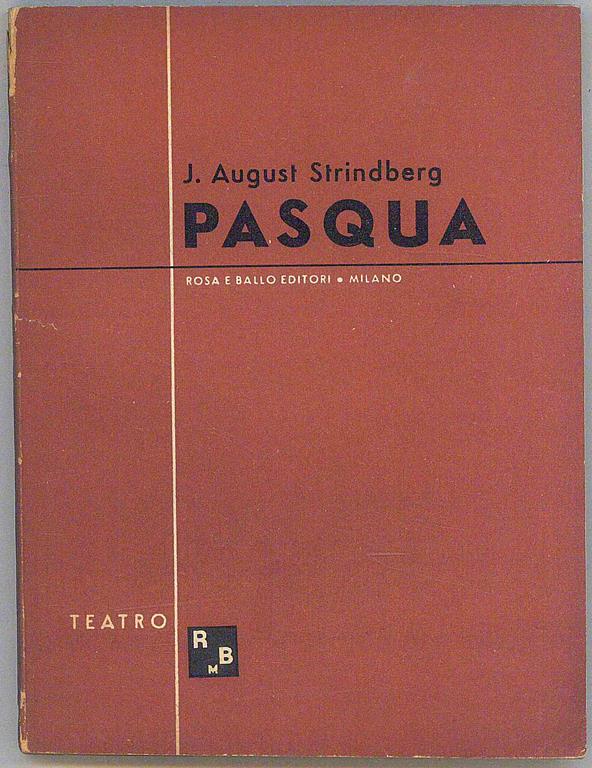 J. August Strindberg
PASQUA
ROSA E BALLO EDITORI • MILANO
TEATRO
R
B
M